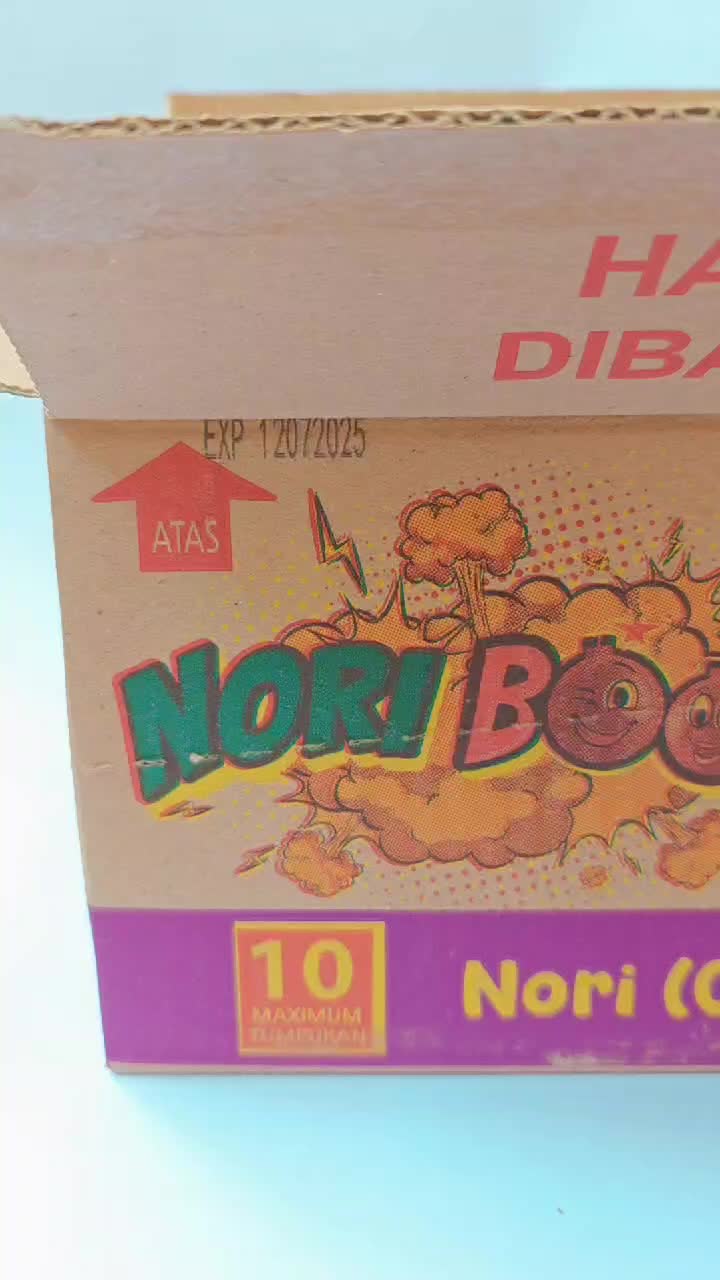 HA
DIBA
EXP 12072025
ATAS
NORI BOO
10
MAXIMUM
TUMPUKAN
Nori (